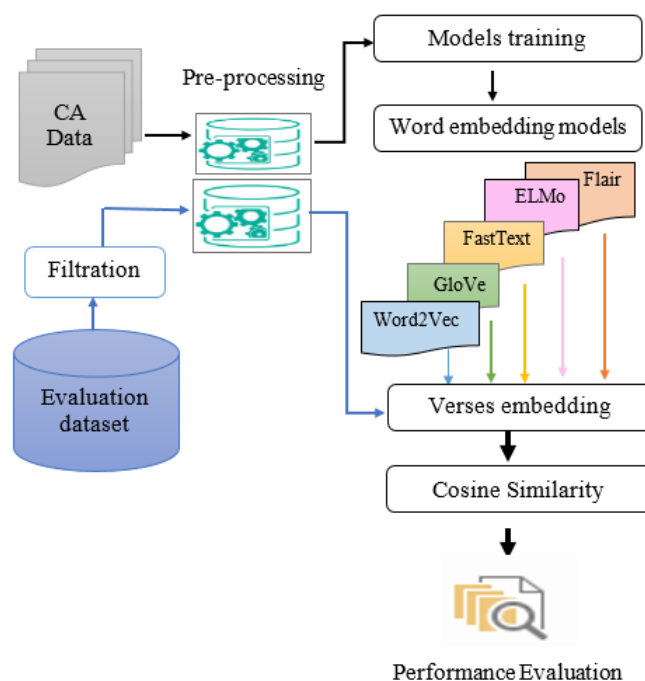 Models training
Pre-processing
CA
Data
Word embedding models
Flair
ELMo
FastText
Filtration
GloVe
Word2Vec
Evaluation
dataset
Verses embedding
Cosine Similarity
Performance Evaluation